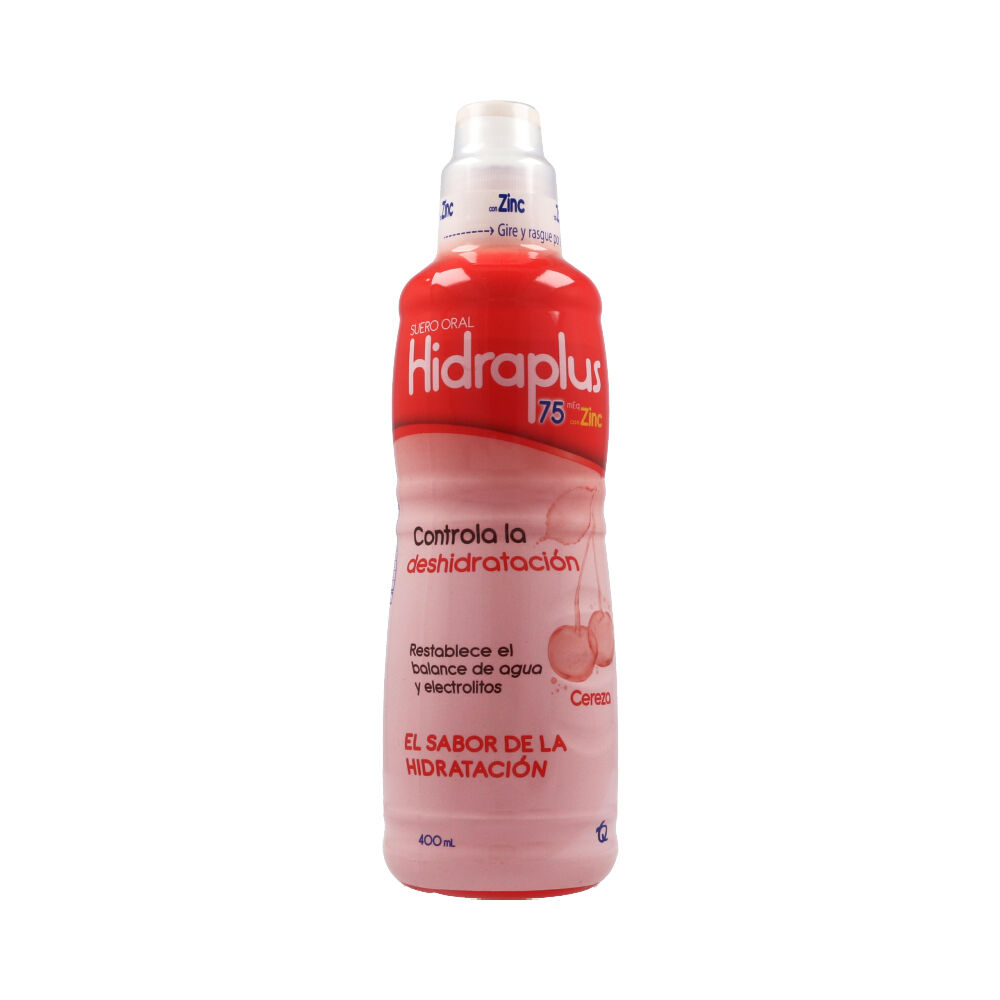 Zinc con Zinc
Gire y rasgue po
SUERO ORAL
Hidraplus
75 mEq con Zinc
Controla la
deshidratación
Restablece el
balance de agua
y electrolitos
Cereza
EL SABOR DE LA
HIDRATACIÓN
400 mL
TQ